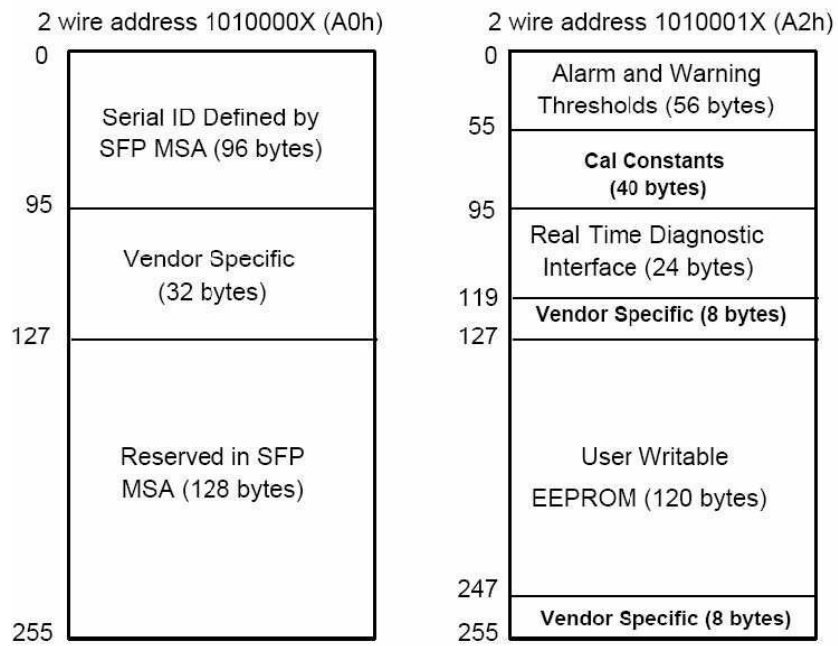 2 wire address 1010000X (A0h)
0
Serial ID Defined by
SFP MSA (96 bytes)
95
Vendor Specific
(32 bytes)
127
Reserved in SFP
MSA (128 bytes)
255
2 wire address 1010001X (A2h)
0
Alarm and Warning
Thresholds (56 bytes)
55
Cal Constants
(40 bytes)
95
Real Time Diagnostic
Interface (24 bytes)
119
Vendor Specific (8 bytes)
127
User Writable
EEPROM (120 bytes)
247
Vendor Specific (8 bytes)
255